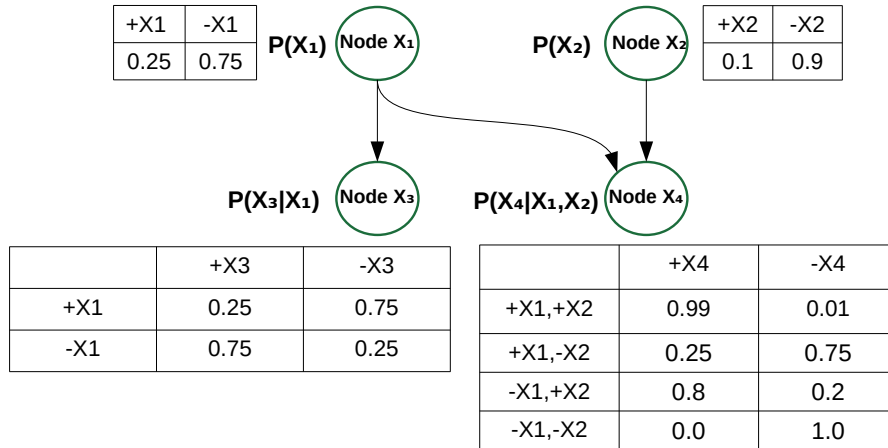 +X1 -X1
0.25 0.75
P(X₁)
Node X₁
P(X₂)
Node X₂
+X2 -X2
0.1 0.9
P(X₃|X₁)
Node X₃
P(X₄|X₁,X₂)
Node X₄
+X3 -X3
+X1 0.25 0.75
-X1 0.75 0.25
+X4 -X4
+X1,+X2 0.99 0.01
+X1,-X2 0.25 0.75
-X1,+X2 0.8 0.2
-X1,-X2 0.0 1.0